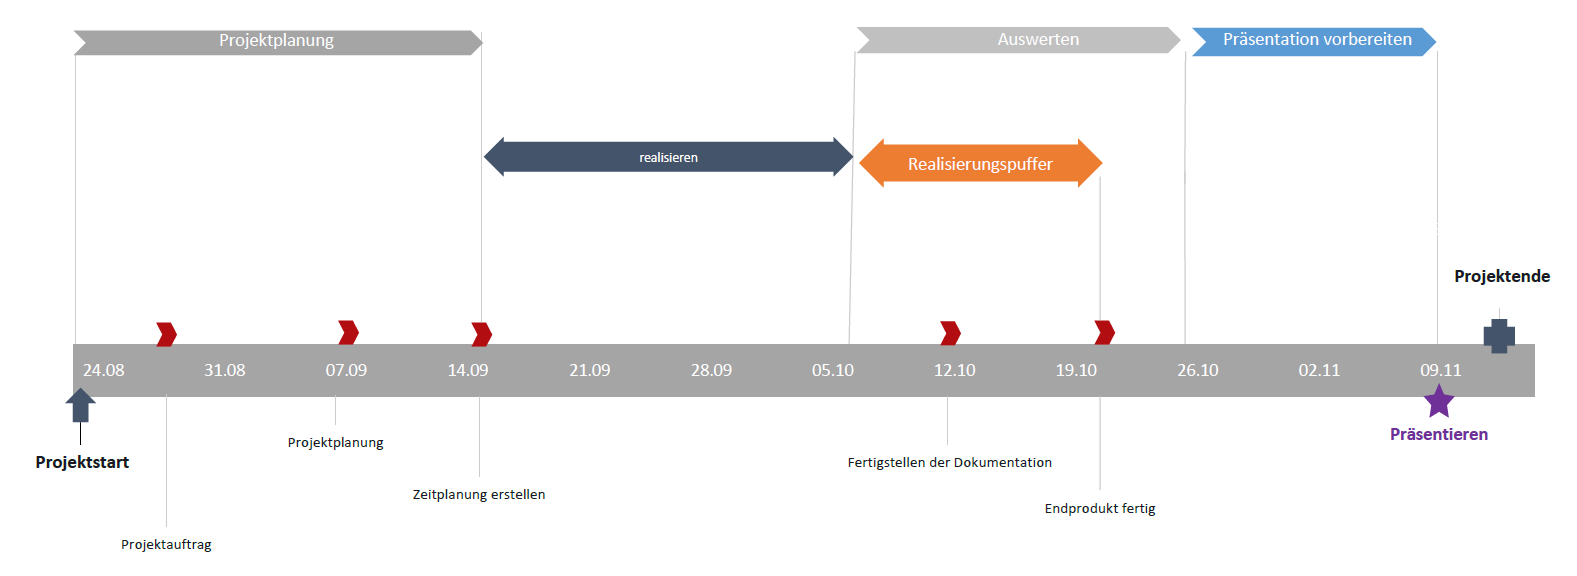 Projektplanung
Auswerten
Präsentation vorbereiten
realisieren
Realisierungspuffer
Projektende
24.08 31.08 07.09 14.09 21.09 28.09 05.10 12.10 19.10 26.10 02.11 09.11
Präsentieren
Projektplanung
Projektstart
Fertigstellen der Dokumentation
Zeitplanung erstellen
Endprodukt fertig
Projektauftrag